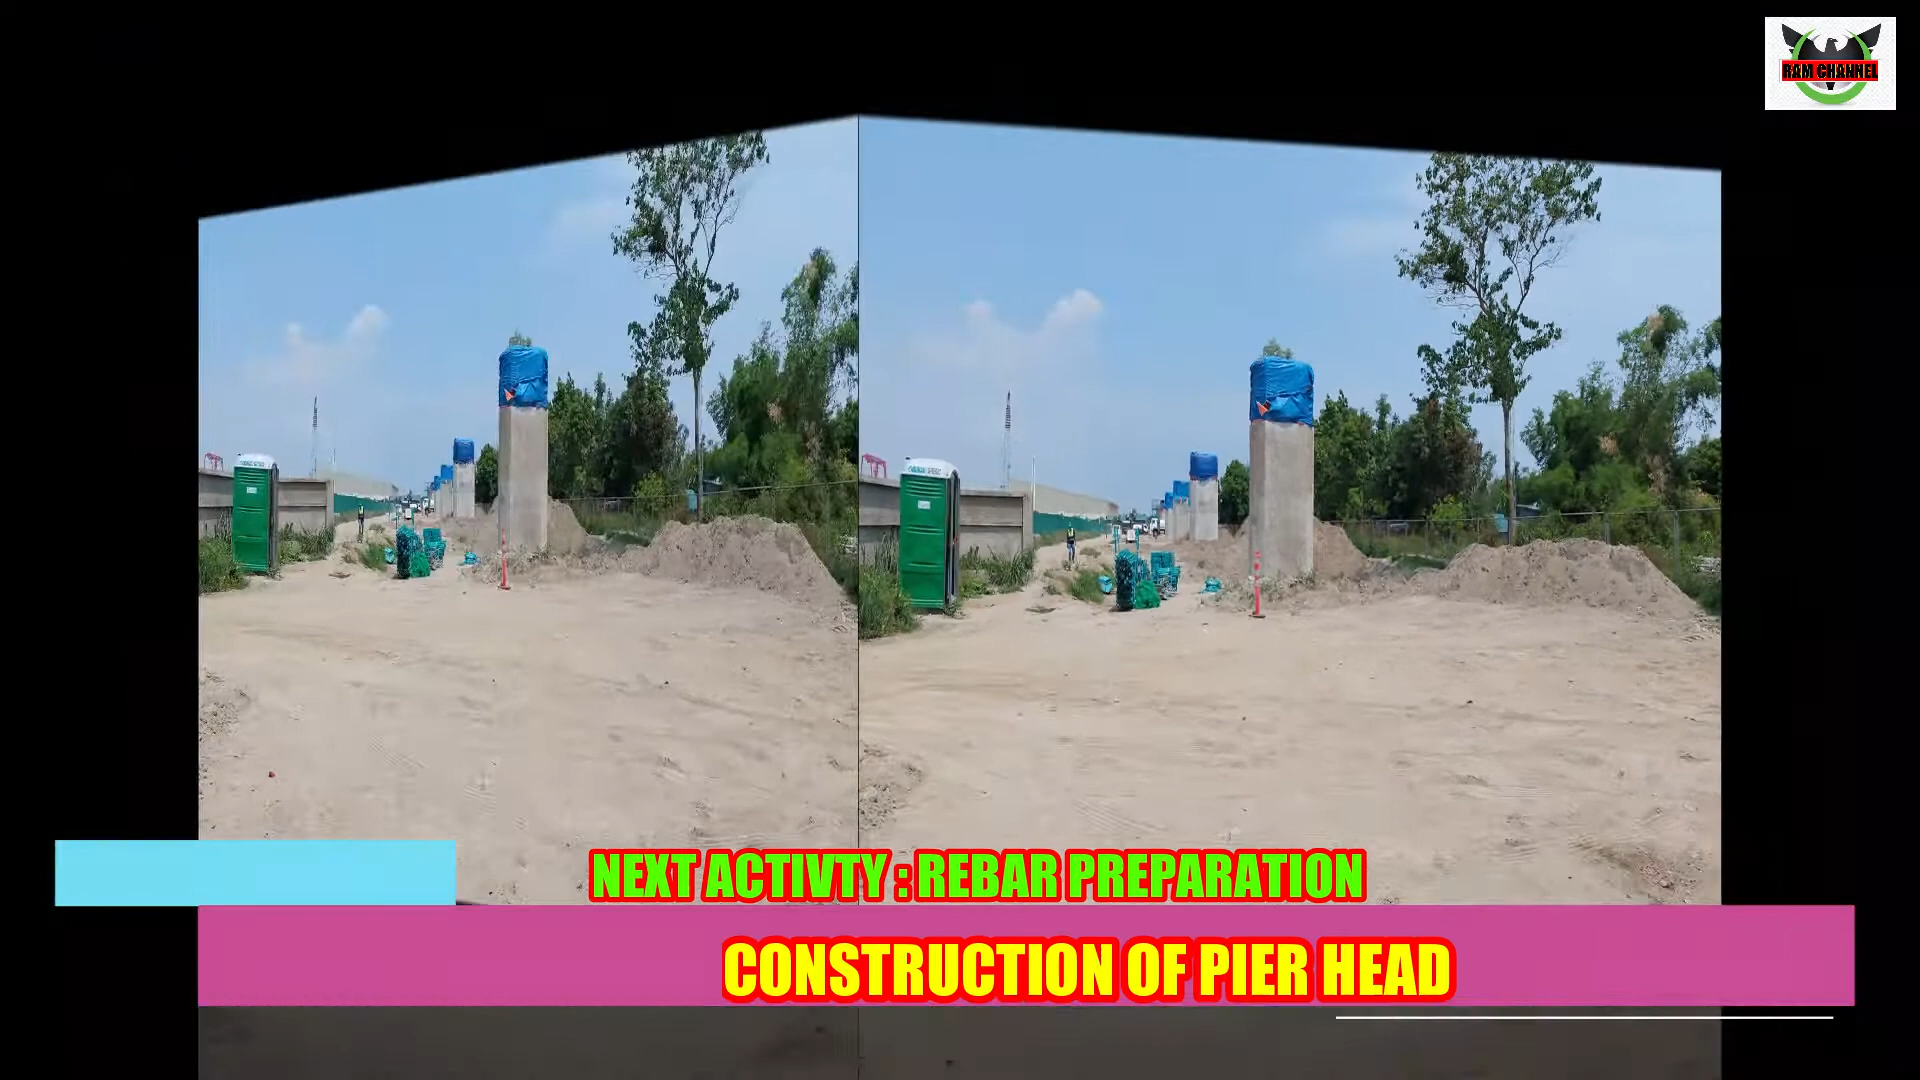 RAM CHANNEL
NEXT ACTIVTY : REBAR PREPARATION
CONSTRUCTION OF PIER HEAD